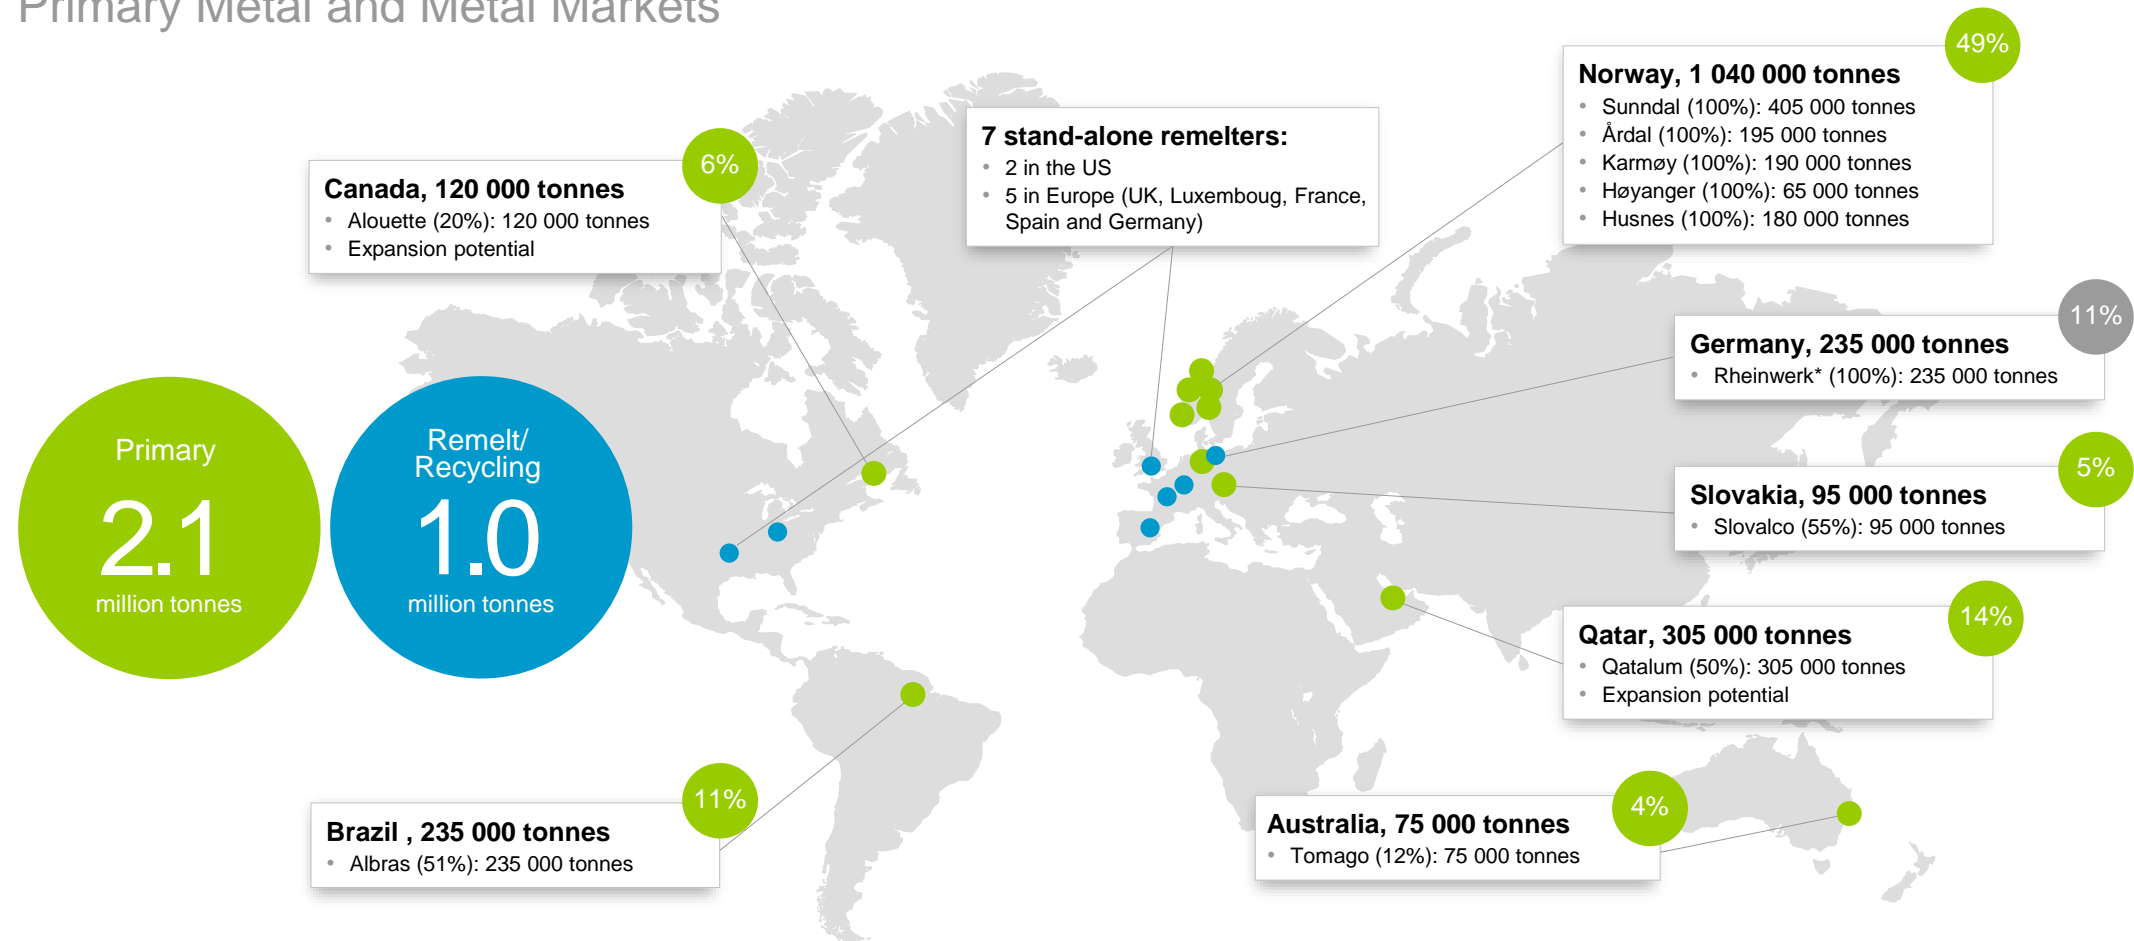 Primary Metal and Metal Markets
49%
Norway, 1 040 000 tonnes
• Sunndal (100%): 405 000 tonnes
• Årdal (100%): 195 000 tonnes
• Karmøy (100%): 190 000 tonnes
• Høyanger (100%): 65 000 tonnes
• Husnes (100%): 180 000 tonnes
7 stand-alone remelters:
• 2 in the US
• 5 in Europe (UK, Luxemboug, France,
Spain and Germany)
6%
Canada, 120 000 tonnes
• Alouette (20%): 120 000 tonnes
• Expansion potential
11%
Germany, 235 000 tonnes
• Rheinwerk* (100%): 235 000 tonnes
Primary
2.1
million tonnes
Remelt/
Recycling
1.0
million tonnes
5%
Slovakia, 95 000 tonnes
• Slovalco (55%): 95 000 tonnes
14%
Qatar, 305 000 tonnes
• Qatalum (50%): 305 000 tonnes
• Expansion potential
11%
Brazil , 235 000 tonnes
• Albras (51%): 235 000 tonnes
4%
Australia, 75 000 tonnes
• Tomago (12%): 75 000 tonnes